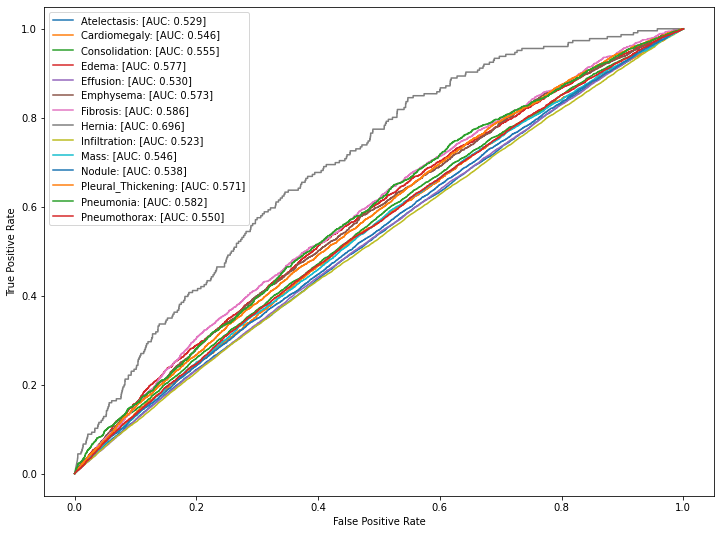 Atelectasis: [AUC: 0.529]
Cardiomegaly: [AUC: 0.546]
Consolidation: [AUC: 0.555]
Edema: [AUC: 0.577]
Effusion: [AUC: 0.530]
Emphysema: [AUC: 0.573]
Fibrosis: [AUC: 0.586]
Hernia: [AUC: 0.696]
Infiltration: [AUC: 0.523]
Mass: [AUC: 0.546]
Nodule: [AUC: 0.538]
Pleural_Thickening: [AUC: 0.571]
Pneumonia: [AUC: 0.582]
Pneumothorax: [AUC: 0.550]
True Positive Rate
1.0
0.8
0.6
0.4
0.2
0.0
0.0 0.2 0.4 0.6 0.8 1.0
False Positive Rate